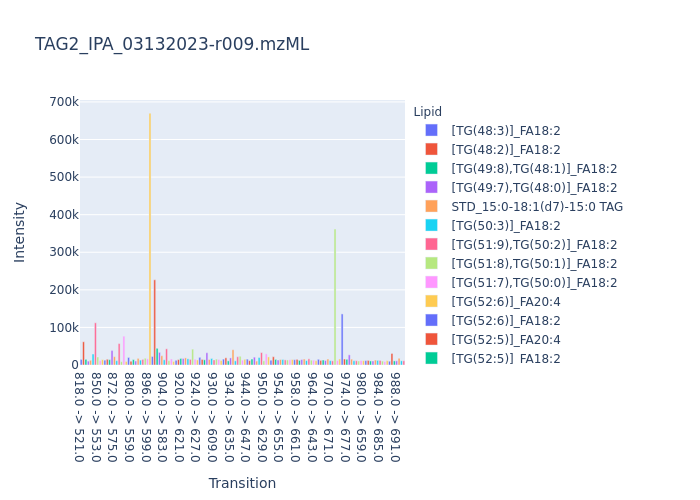 TAG2_IPA_03132023-r009.mzML
Intensity
700k
600k
500k
400k
300k
200k
100k
0
818.0 -> 521.0
850.0 -> 553.0
872.0 -> 575.0
880.0 -> 559.0
896.0 -> 599.0
904.0 -> 583.0
920.0 -> 621.0
924.0 -> 627.0
930.0 -> 609.0
934.0 -> 635.0
944.0 -> 647.0
950.0 -> 629.0
954.0 -> 655.0
958.0 -> 661.0
964.0 -> 643.0
970.0 -> 671.0
974.0 -> 677.0
980.0 -> 659.0
984.0 -> 685.0
988.0 -> 691.0
Transition
Lipid
[TG(48:3)]_FA18:2
[TG(48:2)]_FA18:2
[TG(49:8),TG(48:1)]_FA18:2
[TG(49:7),TG(48:0)]_FA18:2
STD_15:0-18:1(d7)-15:0 TAG
[TG(50:3)]_FA18:2
[TG(51:9),TG(50:2)]_FA18:2
[TG(51:8),TG(50:1)]_FA18:2
[TG(51:7),TG(50:0)]_FA18:2
[TG(52:6)]_FA20:4
[TG(52:6)]_FA18:2
[TG(52:5)]_FA20:4
[TG(52:5)]_FA18:2